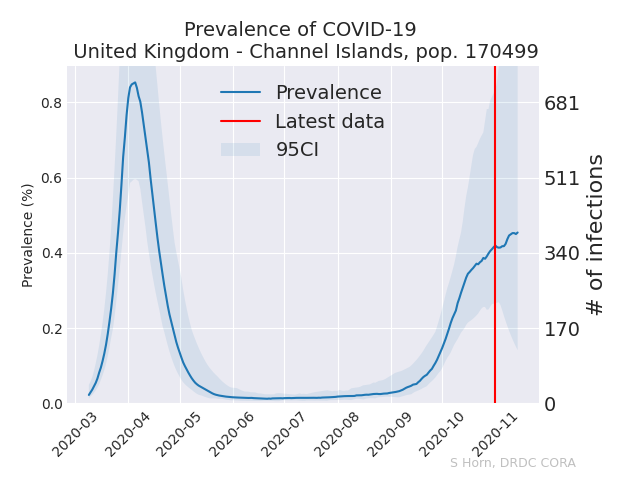 Prevalence of COVID-19
United Kingdom - Channel Islands, pop. 170499
Prevalence
Latest data
95CI
Prevalence (%)
0.8
0.6
0.4
0.2
0.0
681
511
340
170
0
# of infections
2020-03
2020-04
2020-05
2020-06
2020-07
2020-08
2020-09
2020-10
2020-11
S Horn, DRDC CORA